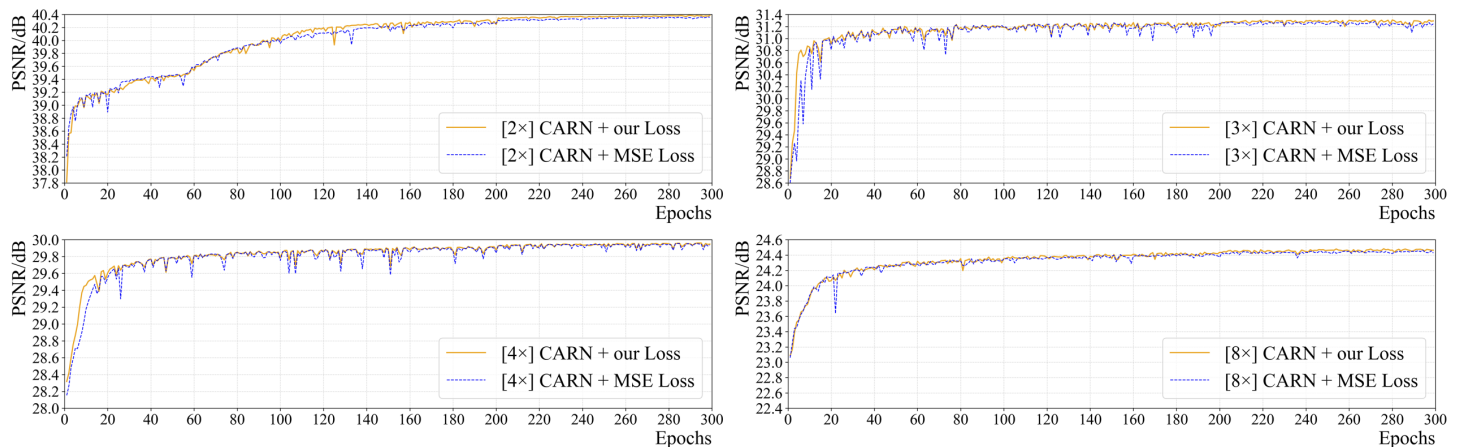 PSNR/dB
40.4
40.2
40.0
39.8
39.6
39.4
39.2
39.0
38.8
38.6
38.4
38.2
38.0
37.8
[2×] CARN + our Loss
[2×] CARN + MSE Loss
0 20 40 60 80 100 120 140 160 180 200 220 240 260 280 300
Epochs
PSNR/dB
31.4
31.2
31.0
30.8
30.6
30.4
30.2
30.0
29.8
29.6
29.4
29.2
29.0
28.8
28.6
[3×] CARN + our Loss
[3×] CARN + MSE Loss
0 20 40 60 80 100 120 140 160 180 200 220 240 260 280 300
Epochs
PSNR/dB
30.0
29.8
29.6
29.4
29.2
29.0
28.8
28.6
28.4
28.2
28.0
[4×] CARN + our Loss
[4×] CARN + MSE Loss
0 20 40 60 80 100 120 140 160 180 200 220 240 260 280 300
Epochs
PSNR/dB
24.6
24.4
24.2
24.0
23.8
23.6
23.4
23.2
23.0
22.8
22.6
22.4
[8×] CARN + our Loss
[8×] CARN + MSE Loss
0 20 40 60 80 100 120 140 160 180 200 220 240 260 280 300
Epochs